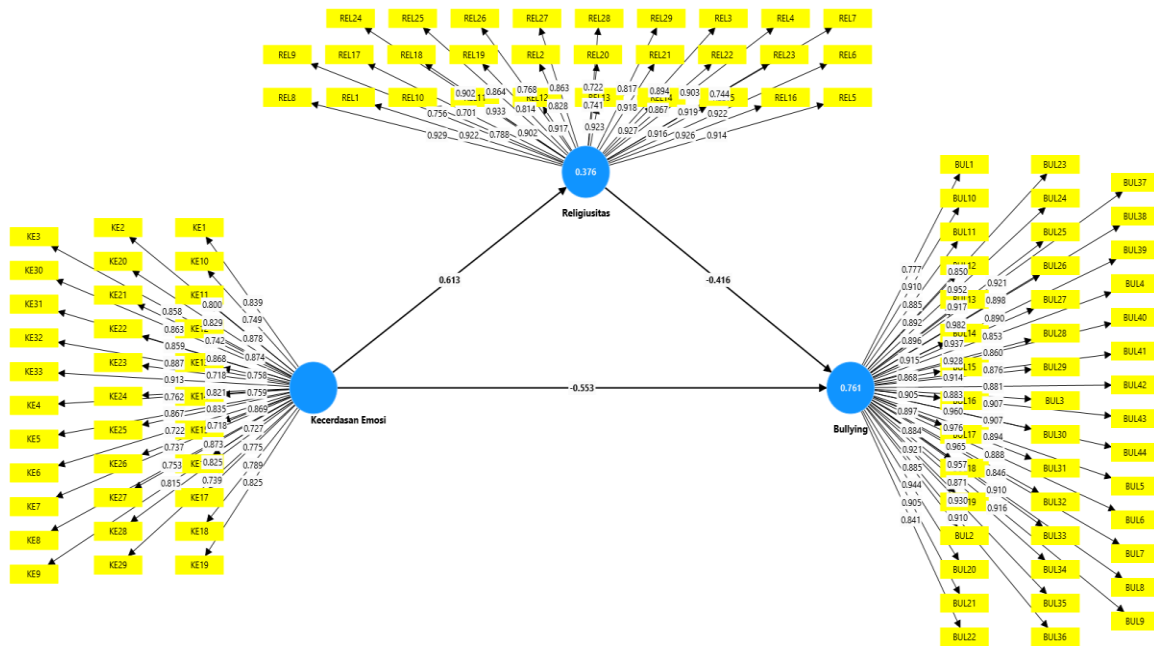 REL24 REL25 REL26 REL27 REL28 REL29 REL3 REL4 REL7
REL9 REL17 REL18 REL19 REL2 REL20 REL21 REL22 REL23 REL6
REL8 REL1 REL10 REL16 REL5
0.902 0.864 0.768 0.863 0.722 0.817 0.894 0.903 0.744
0.756 0.701 0.933 0.814 0.828 0.741 0.918 0.867 0.919 0.922
0.929 0.922 0.788 0.902 0.917 0.923 0.927 0.916 0.926 0.914
0.376
Religiusitas
0.613
-0.416
-0.553
KE3
KE30
KE31
KE32
KE33
KE4
KE5
KE6
KE7
KE8
KE9
KE2
KE20
KE21
KE22
KE23
KE24
KE25
KE26
KE27
KE28
KE29
KE1
KE10
KE11
KE17
KE18
KE19
0.858
0.863
0.859
0.887
0.913
0.762
0.867
0.722
0.737
0.753
0.815
0.800
0.829
0.742
0.868
0.718
0.821
0.835
0.718
0.873
0.825
0.739
0.839
0.749
0.878
0.874
0.758
0.759
0.869
0.727
0.775
0.789
0.825
Kecerdasan Emosi
0.761
Bullying
0.777
0.910
0.885
0.892
0.896
0.915
0.868
0.905
0.897
0.884
0.921
0.885
0.944
0.905
0.841
0.850
0.952
0.917
0.982
0.937
0.928
0.914
0.883
0.960
0.976
0.965
0.957
0.871
0.930
0.910
0.921
0.898
0.890
0.853
0.860
0.876
0.881
0.907
0.907
0.894
0.888
0.846
0.910
0.916
BUL1
BUL10
BUL11
BUL2
BUL20
BUL21
BUL22
BUL23
BUL24
BUL25
BUL26
BUL27
BUL28
BUL29
BUL3
BUL30
BUL31
BUL32
BUL33
BUL34
BUL35
BUL36
BUL37
BUL38
BUL39
BUL4
BUL40
BUL41
BUL42
BUL43
BUL44
BUL5
BUL6
BUL7
BUL8
BUL9